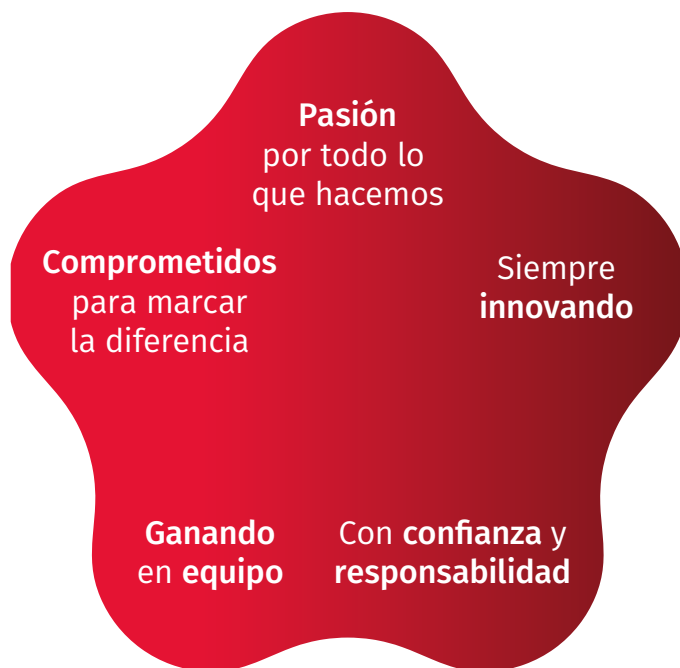 Pasión
por todo lo
que hacemos
Comprometidos
para marcar
la diferencia
Siempre
innovando
Ganando
en equipo
Con confianza y
responsabilidad